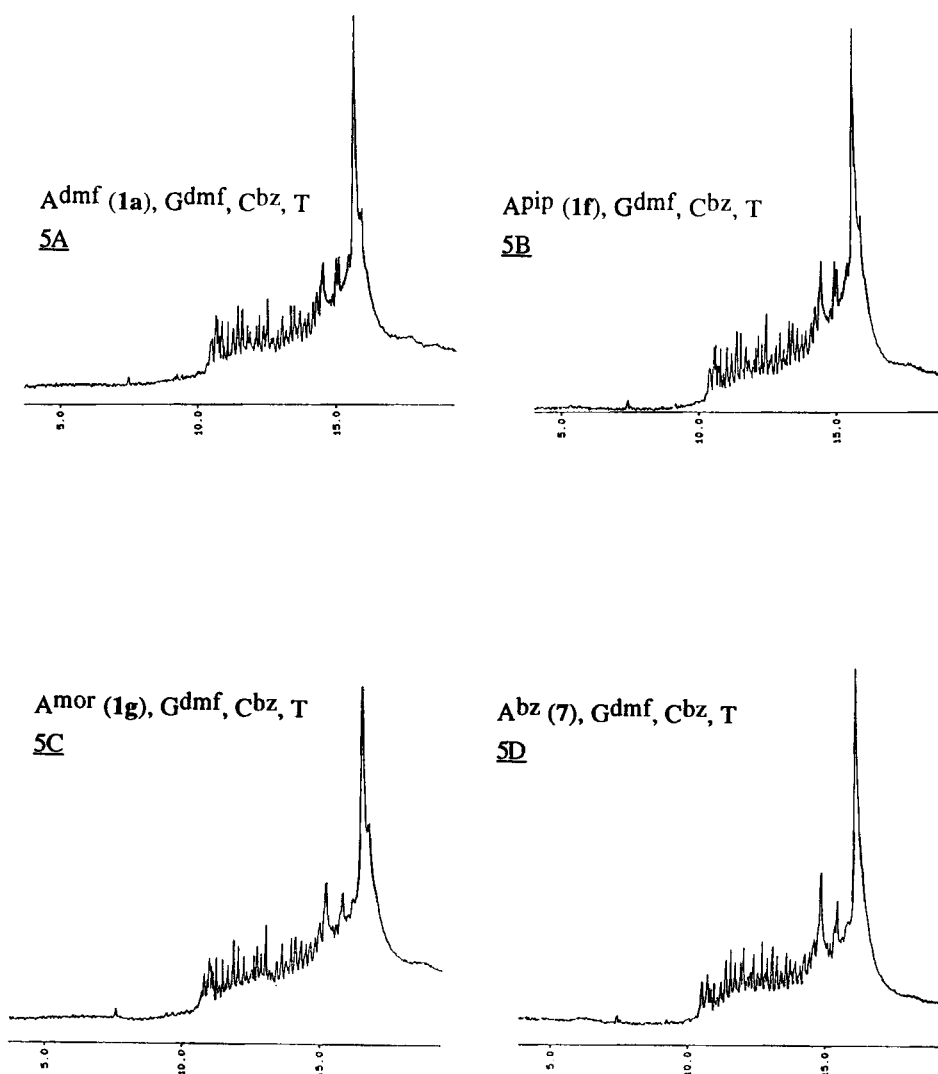 Admf (1a), Gdmf, Cbz, T
5A
5.0
10.0
15.0
Apip (1f), Gdmf, Cbz, T
5B
5.0
10.0
15.0
Amor (1g), Gdmf, Cbz, T
5C
5.0
10.0
15.0
Abz (7), Gdmf, Cbz, T
5D
5.0
10.0
15.0